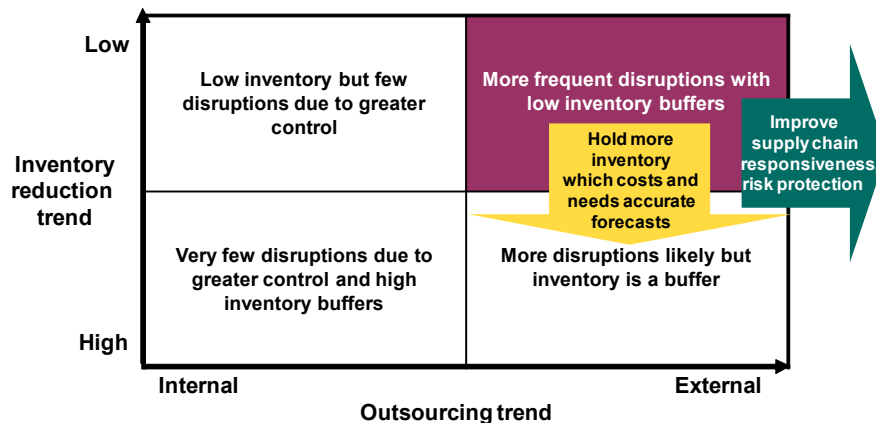 Low
Low inventory but few
disruptions due to greater
control
More frequent disruptions with
low inventory buffers
Hold more
inventory
which costs and
needs accurate
forecasts
Improve
supply chain
responsiveness,
risk protection
Inventory
reduction
trend
Very few disruptions due to
greater control and high
inventory buffers
More disruptions likely but
inventory is a buffer
High
Internal
External
Outsourcing trend